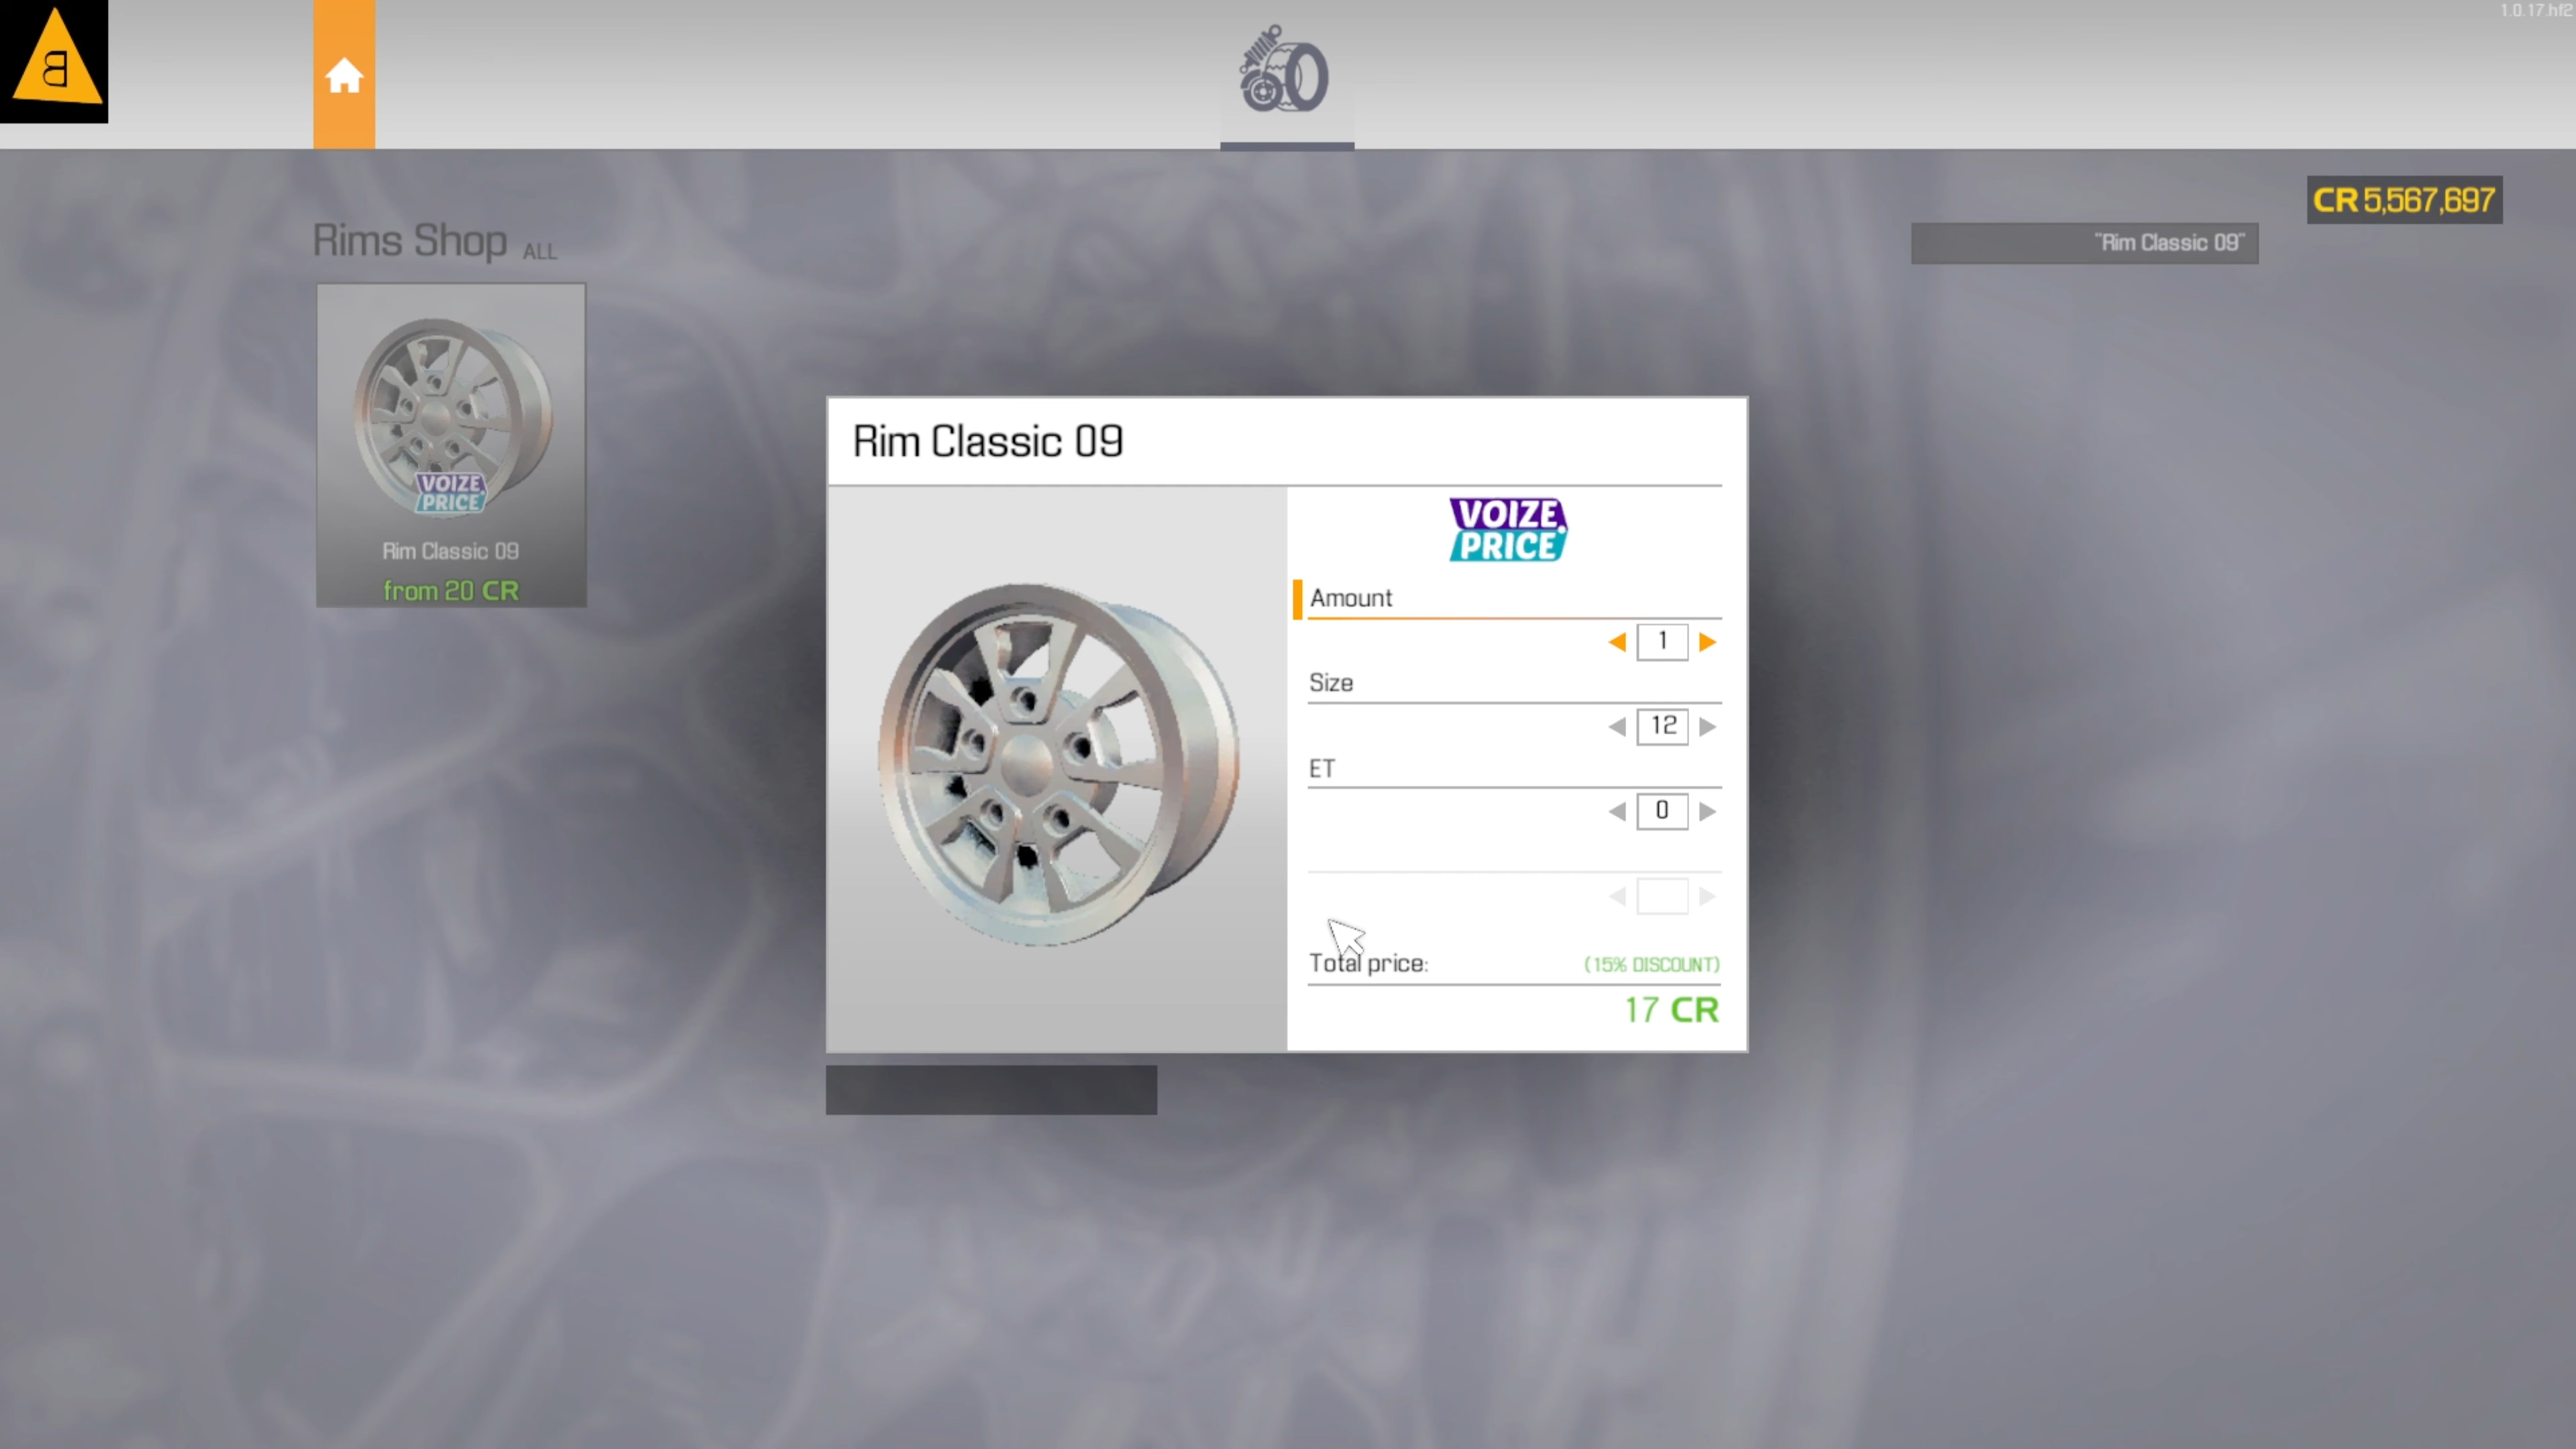 1.0.17.hf2
B
CR 5,567,697
Rims Shop ALL
"Rim Classic 09"
VOIZE
PRICE
Rim Classic 09
from 20 CR
Rim Classic 09
VOIZE
PRICE
Amount
1
Size
12
ET
0
Total price: (15% DISCOUNT)
17 CR